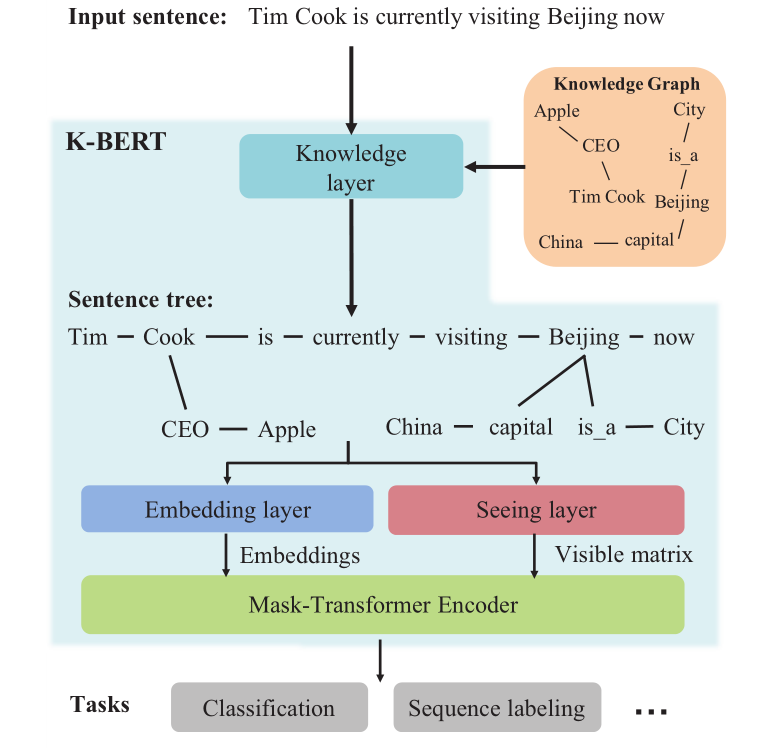 Input sentence: Tim Cook is currently visiting Beijing now
Knowledge Graph
Apple
City
CEO
is_a
Tim Cook
Beijing
China
capital
K-BERT
Knowledge
layer
Sentence tree:
Tim Cook is currently visiting Beijing now
CEO Apple China capital is_a City
Embedding layer
Seeing layer
Embeddings
Visible matrix
Mask-Transformer Encoder
Tasks
Classification
Sequence labeling
...